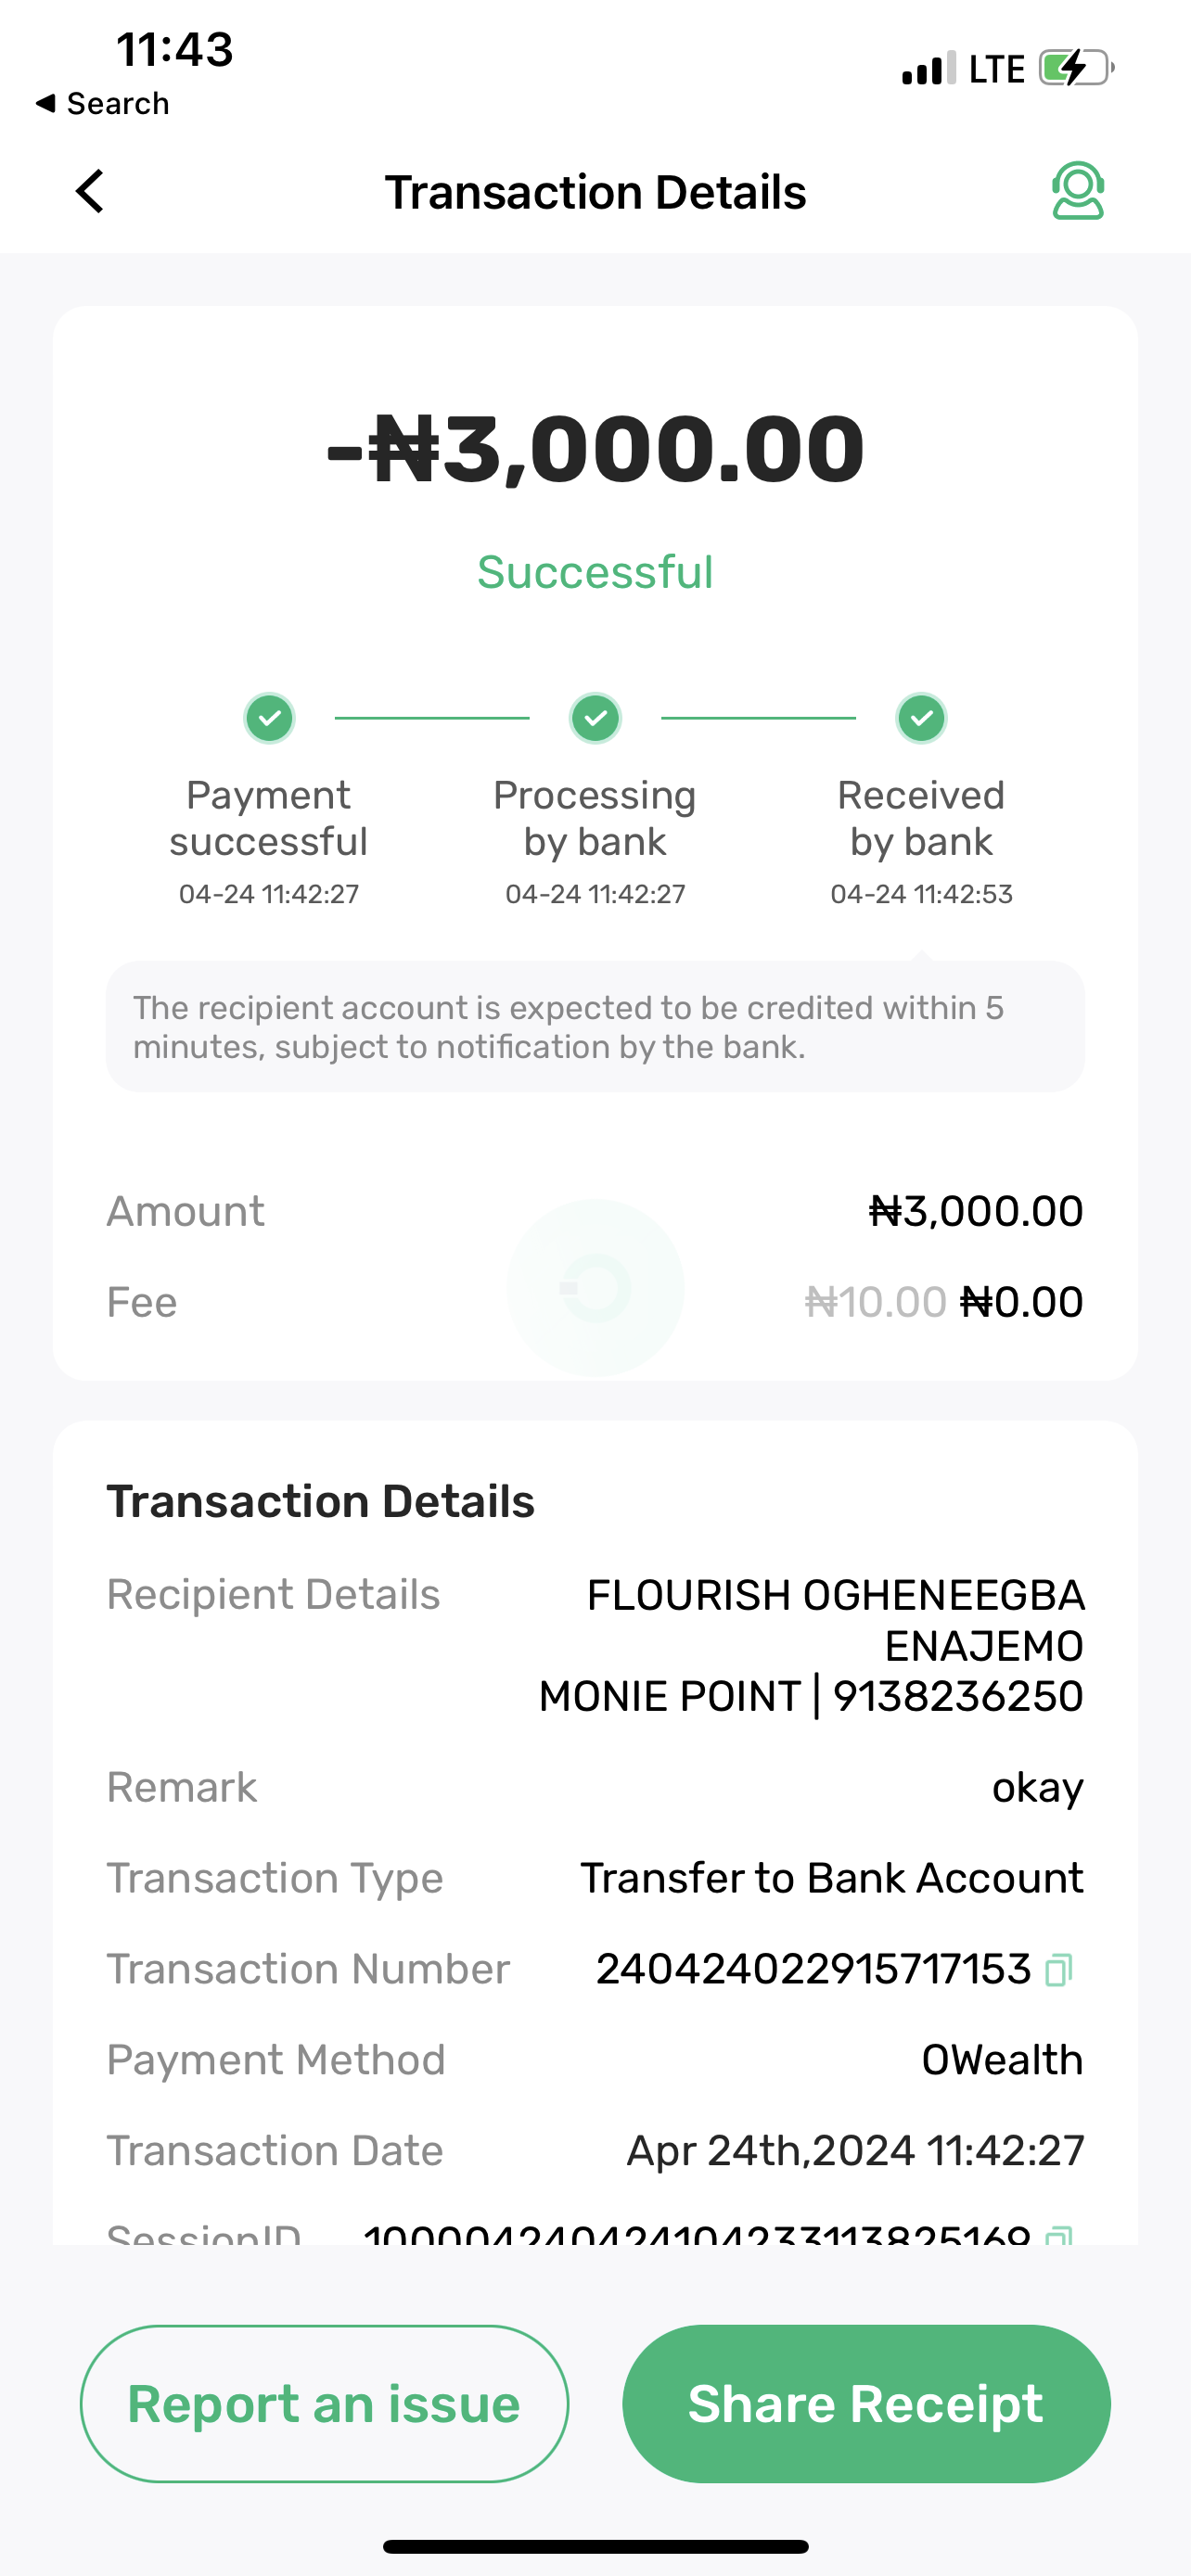 11:43
LTE
◀ Search
Transaction Details
-₦3,000.00
Successful
Payment successful
04-24 11:42:27
Processing by bank
04-24 11:42:27
Received by bank
04-24 11:42:53
The recipient account is expected to be credited within 5
minutes, subject to notification by the bank.
Amount ₦3,000.00
Fee ₦10.00 ₦0.00
Transaction Details
Recipient Details FLOURISH OGHENEEGBA
ENAJEMO
MONIE POINT | 9138236250
Remark okay
Transaction Type Transfer to Bank Account
Transaction Number 240424022915717153
Payment Method OWealth
Transaction Date Apr 24th,2024 11:42:27
SessionID 100004240424104233113825169
Report an issue
Share Receipt